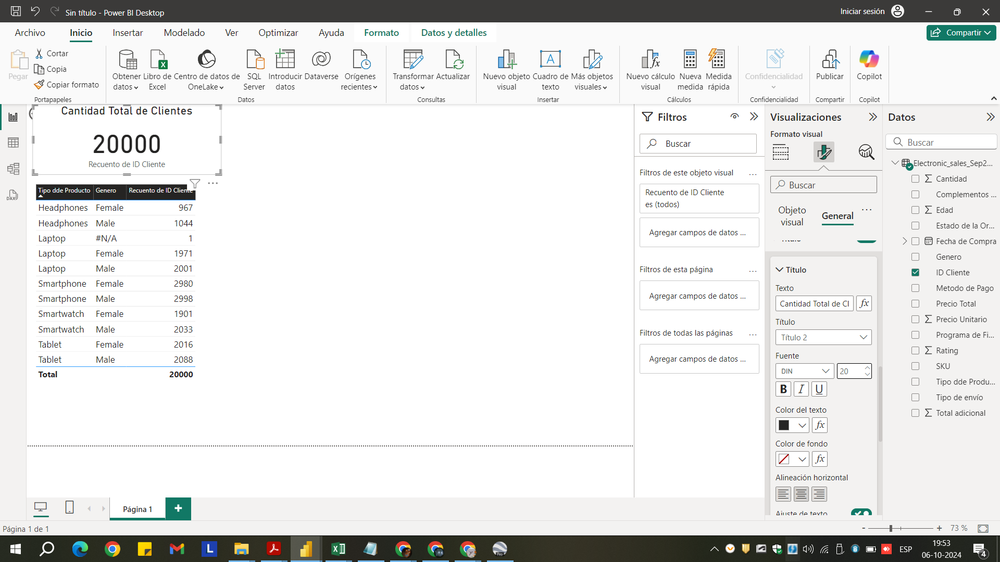 Sin título - Power BI Desktop
Iniciar sesión
Archivo
Inicio
Insertar
Modelado
Ver
Optimizar
Ayuda
Formato
Datos y detalles
Compartir
Pegar
Cortar
Copia
Copiar formato
Portapapeles
Obtener datos
Libro de Excel
Centro de datos de OneLake
SQL Server
Introducir datos
Dataverse
Orígenes recientes
Datos
Transformar datos
Actualizar
Consultas
Nuevo objeto visual
Cuadro de texto
Más objetos visuales
Insertar
Nuevo cálculo visual
Nueva medida
Medida rápida
Cálculos
Confidencialidad
Confidencialidad
Publicar
Compartir
Copilot
Copilot
DAX
Cantidad Total de Clientes
20000
Recuento de ID Cliente
Tipo dde Producto Genero Recuento de ID Cliente
Headphones Female 967
Headphones Male 1044
Laptop #N/A 1
Laptop Female 1971
Laptop Male 2001
Smartphone Female 2980
Smartphone Male 2998
Smartwatch Female 1901
Smartwatch Male 2033
Tablet Female 2016
Tablet Male 2088
Total 20000
Filtros
Buscar
Filtros de este objeto visual ...
Recuento de ID Cliente
es (todos)
Agregar campos de datos ...
Filtros de esta página ...
Agregar campos de datos ...
Filtros de todas las páginas ...
Agregar campos de datos ...
Visualizaciones
Formato visual
Buscar
Objeto visual
General
...
Título
Título
Texto
Cantidad Total de Cl
fx
Título
Título 2
Fuente
DIN
20
B I U
Color del texto
fx
Color de fondo
fx
Alineación horizontal
Ajuste de texto
Datos
Buscar
Electronic_sales_Sep2...
Cantidad
Complementos ...
Edad
Estado de la Or...
Fecha de Compra
Genero
ID Cliente
Metodo de Pago
Precio Total
Precio Unitario
Programa de Fi...
Rating
SKU
Tipo dde Produ...
Tipo de envío
Total adicional
Página 1
+
Página 1 de 1
- + 73 %
L
Pro
ESP
19:53
06-10-2024
4